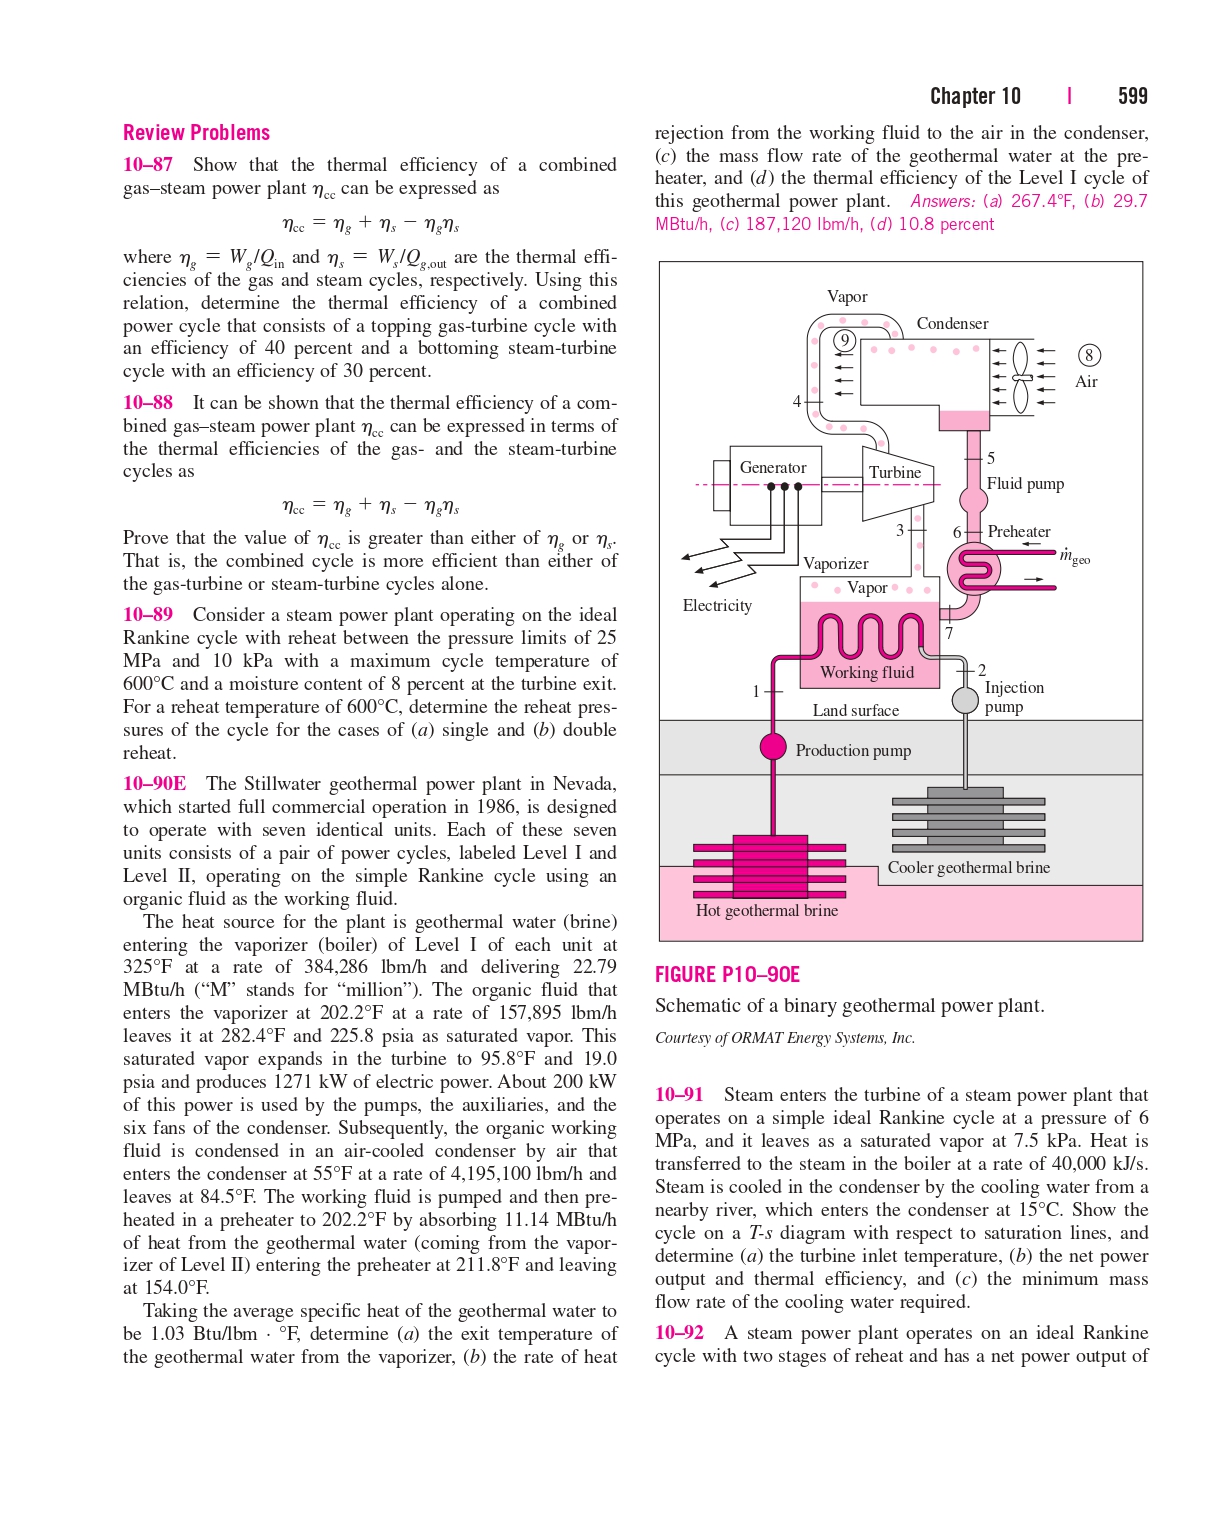 Chapter 10 | 599
Review Problems
10–87 Show that the thermal efficiency of a combined
gas–steam power plant ηcc can be expressed as
ηcc = ηg + ηs − ηgηs
where ηg = Wg/Qin and ηs = Ws/Qg,out are the thermal effi-
ciencies of the gas and steam cycles, respectively. Using this
relation, determine the thermal efficiency of a combined
power cycle that consists of a topping gas-turbine cycle with
an efficiency of 40 percent and a bottoming steam-turbine
cycle with an efficiency of 30 percent.
10–88 It can be shown that the thermal efficiency of a com-
bined gas–steam power plant ηcc can be expressed in terms of
the thermal efficiencies of the gas- and the steam-turbine
cycles as
ηcc = ηg + ηs − ηgηs
Prove that the value of ηcc is greater than either of ηg or ηs.
That is, the combined cycle is more efficient than either of
the gas-turbine or steam-turbine cycles alone.
10–89 Consider a steam power plant operating on the ideal
Rankine cycle with reheat between the pressure limits of 25
MPa and 10 kPa with a maximum cycle temperature of
600°C and a moisture content of 8 percent at the turbine exit.
For a reheat temperature of 600°C, determine the reheat pres-
sures of the cycle for the cases of (a) single and (b) double
reheat.
10–90E The Stillwater geothermal power plant in Nevada,
which started full commercial operation in 1986, is designed
to operate with seven identical units. Each of these seven
units consists of a pair of power cycles, labeled Level I and
Level II, operating on the simple Rankine cycle using an
organic fluid as the working fluid.
The heat source for the plant is geothermal water (brine)
entering the vaporizer (boiler) of Level I of each unit at
325°F at a rate of 384,286 lbm/h and delivering 22.79
MBtu/h (“M” stands for “million”). The organic fluid that
enters the vaporizer at 202.2°F at a rate of 157,895 lbm/h
leaves it at 282.4°F and 225.8 psia as saturated vapor. This
saturated vapor expands in the turbine to 95.8°F and 19.0
psia and produces 1271 kW of electric power. About 200 kW
of this power is used by the pumps, the auxiliaries, and the
six fans of the condenser. Subsequently, the organic working
fluid is condensed in an air-cooled condenser by air that
enters the condenser at 55°F at a rate of 4,195,100 lbm/h and
leaves at 84.5°F. The working fluid is pumped and then pre-
heated in a preheater to 202.2°F by absorbing 11.14 MBtu/h
of heat from the geothermal water (coming from the vapor-
izer of Level II) entering the preheater at 211.8°F and leaving
at 154.0°F.
Taking the average specific heat of the geothermal water to
be 1.03 Btu/lbm · °F, determine (a) the exit temperature of
the geothermal water from the vaporizer, (b) the rate of heat
rejection from the working fluid to the air in the condenser,
(c) the mass flow rate of the geothermal water at the pre-
heater, and (d) the thermal efficiency of the Level I cycle of
this geothermal power plant. Answers: (a) 267.4°F, (b) 29.7
MBtu/h, (c) 187,120 lbm/h, (d) 10.8 percent
Vapor
Condenser
9
8
Air
4
5
Generator
Turbine
Fluid pump
3
6
Preheater
ṁgeo
Vaporizer
Vapor
Electricity
7
Working fluid
2
1
Injection
pump
Land surface
Production pump
Cooler geothermal brine
Hot geothermal brine
FIGURE P10–90E
Schematic of a binary geothermal power plant.
Courtesy of ORMAT Energy Systems, Inc.
10–91 Steam enters the turbine of a steam power plant that
operates on a simple ideal Rankine cycle at a pressure of 6
MPa, and it leaves as a saturated vapor at 7.5 kPa. Heat is
transferred to the steam in the boiler at a rate of 40,000 kJ/s.
Steam is cooled in the condenser by the cooling water from a
nearby river, which enters the condenser at 15°C. Show the
cycle on a T-s diagram with respect to saturation lines, and
determine (a) the turbine inlet temperature, (b) the net power
output and thermal efficiency, and (c) the minimum mass
flow rate of the cooling water required.
10–92 A steam power plant operates on an ideal Rankine
cycle with two stages of reheat and has a net power output of